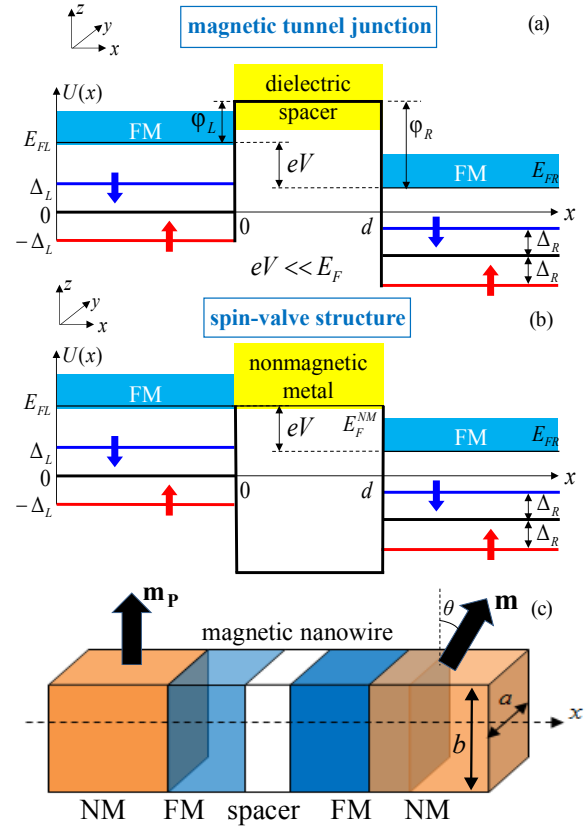 magnetic tunnel junction
(a)
z
y
x
U(x)
dielectric
spacer
FM
φ_L
φ_R
E_FL
eV
FM
E_FR
Δ_L
0
0
d
x
−Δ_L
Δ_R
Δ_R
eV << E_F
z
y
x
spin-valve structure
(b)
U(x)
nonmagnetic
metal
FM
E_FL
eV
E_F^NM
FM
E_FR
Δ_L
0
0
d
x
−Δ_L
Δ_R
Δ_R
m_P
θ
m
(c)
magnetic nanowire
a
b
x
NM FM spacer FM NM